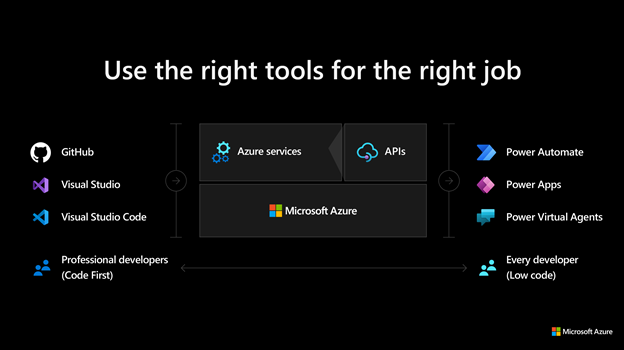 Use the right tools for the right job
GitHub
Visual Studio
Visual Studio Code
Professional developers
(Code First)
Azure services
APIs
Microsoft Azure
Power Automate
Power Apps
Power Virtual Agents
Every developer
(Low code)
Microsoft Azure